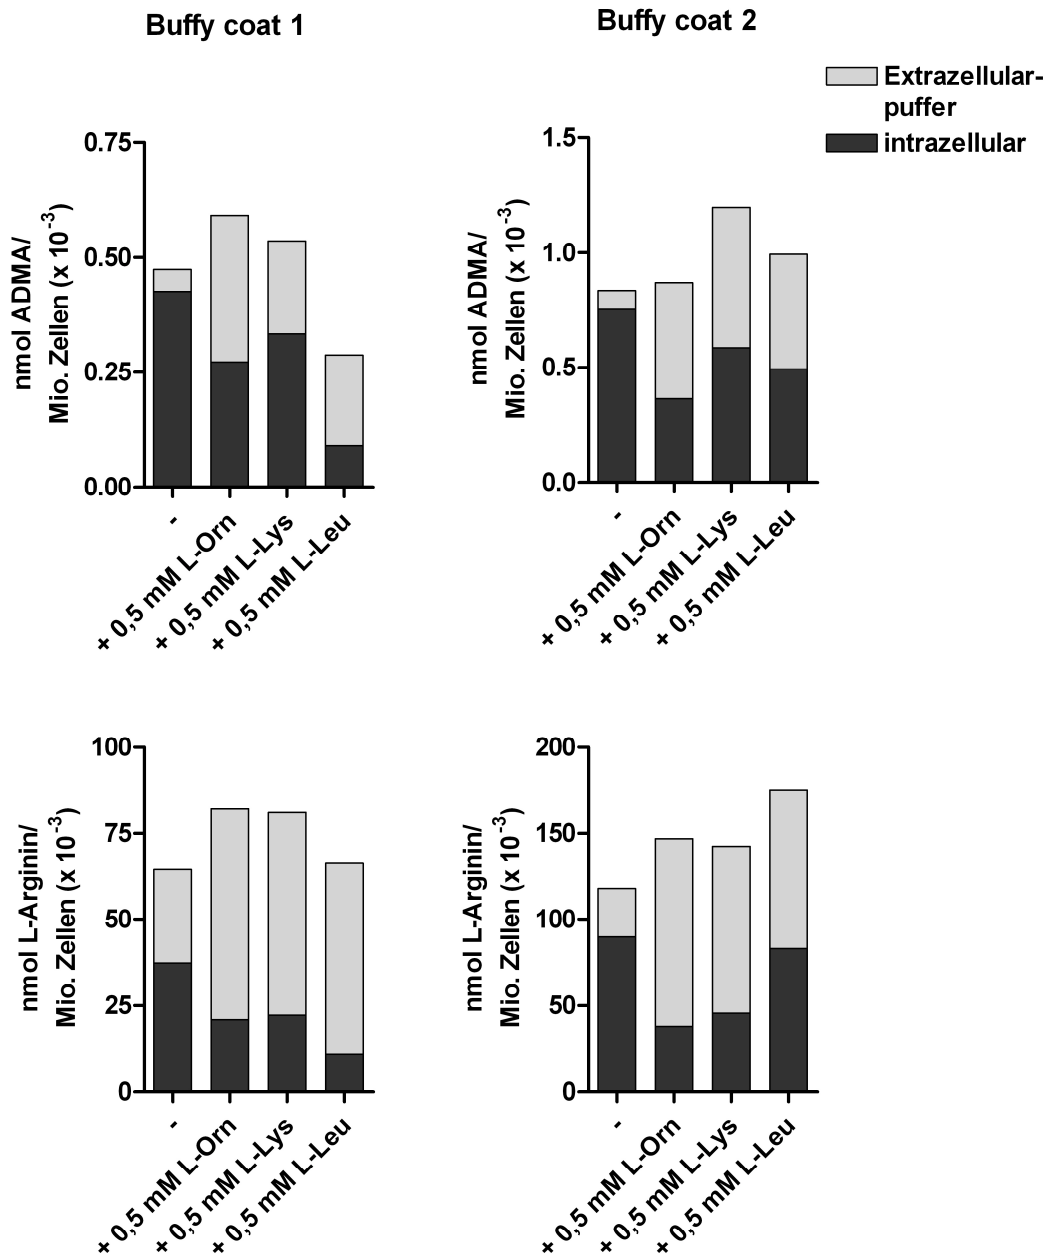 Buffy coat 1
Buffy coat 2
Extrazellular-
puffer
intrazellular
nmol ADMA/
Mio. Zellen (x 10⁻³)
0.75
0.50
0.25
0.00
-
+ 0,5 mM L-Orn
+ 0,5 mM L-Lys
+ 0,5 mM L-Leu
nmol ADMA/
Mio. Zellen (x 10⁻³)
1.5
1.0
0.5
0.0
-
+ 0,5 mM L-Orn
+ 0,5 mM L-Lys
+ 0,5 mM L-Leu
nmol L-Arginin/
Mio. Zellen (x 10⁻³)
100
75
50
25
0
-
+ 0,5 mM L-Orn
+ 0,5 mM L-Lys
+ 0,5 mM L-Leu
nmol L-Arginin/
Mio. Zellen (x 10⁻³)
200
150
100
50
0
-
+ 0,5 mM L-Orn
+ 0,5 mM L-Lys
+ 0,5 mM L-Leu